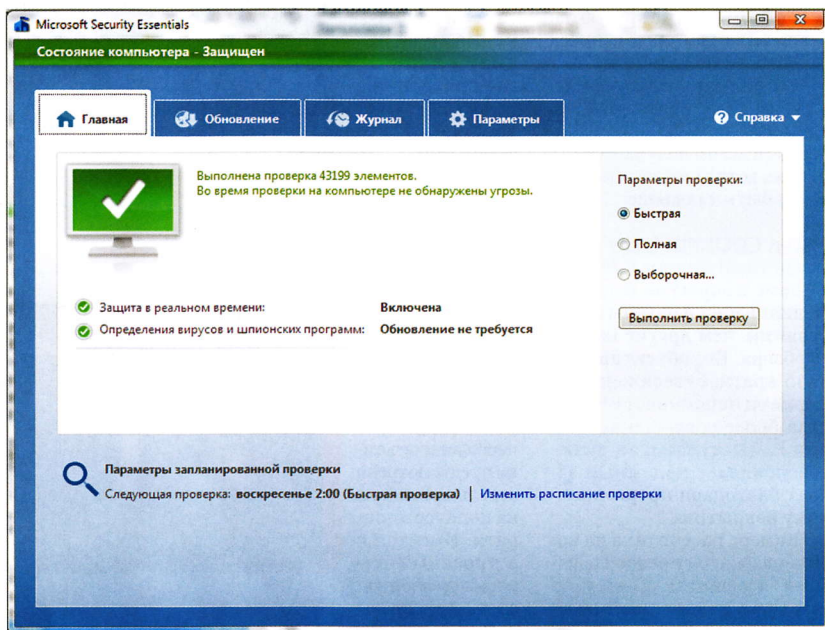 Microsoft Security Essentials
Состояние компьютера - Защищен
Главная
Обновление
Журнал
Параметры
Справка
Выполнена проверка 43199 элементов.
Во время проверки на компьютере не обнаружены угрозы.
Параметры проверки:
Быстрая
Полная
Выборочная...
Выполнить проверку
Защита в реальном времени: Включена
Определения вирусов и шпионских программ: Обновление не требуется
Параметры запланированной проверки
Следующая проверка: воскресенье 2:00 (Быстрая проверка) | Изменить расписание проверки